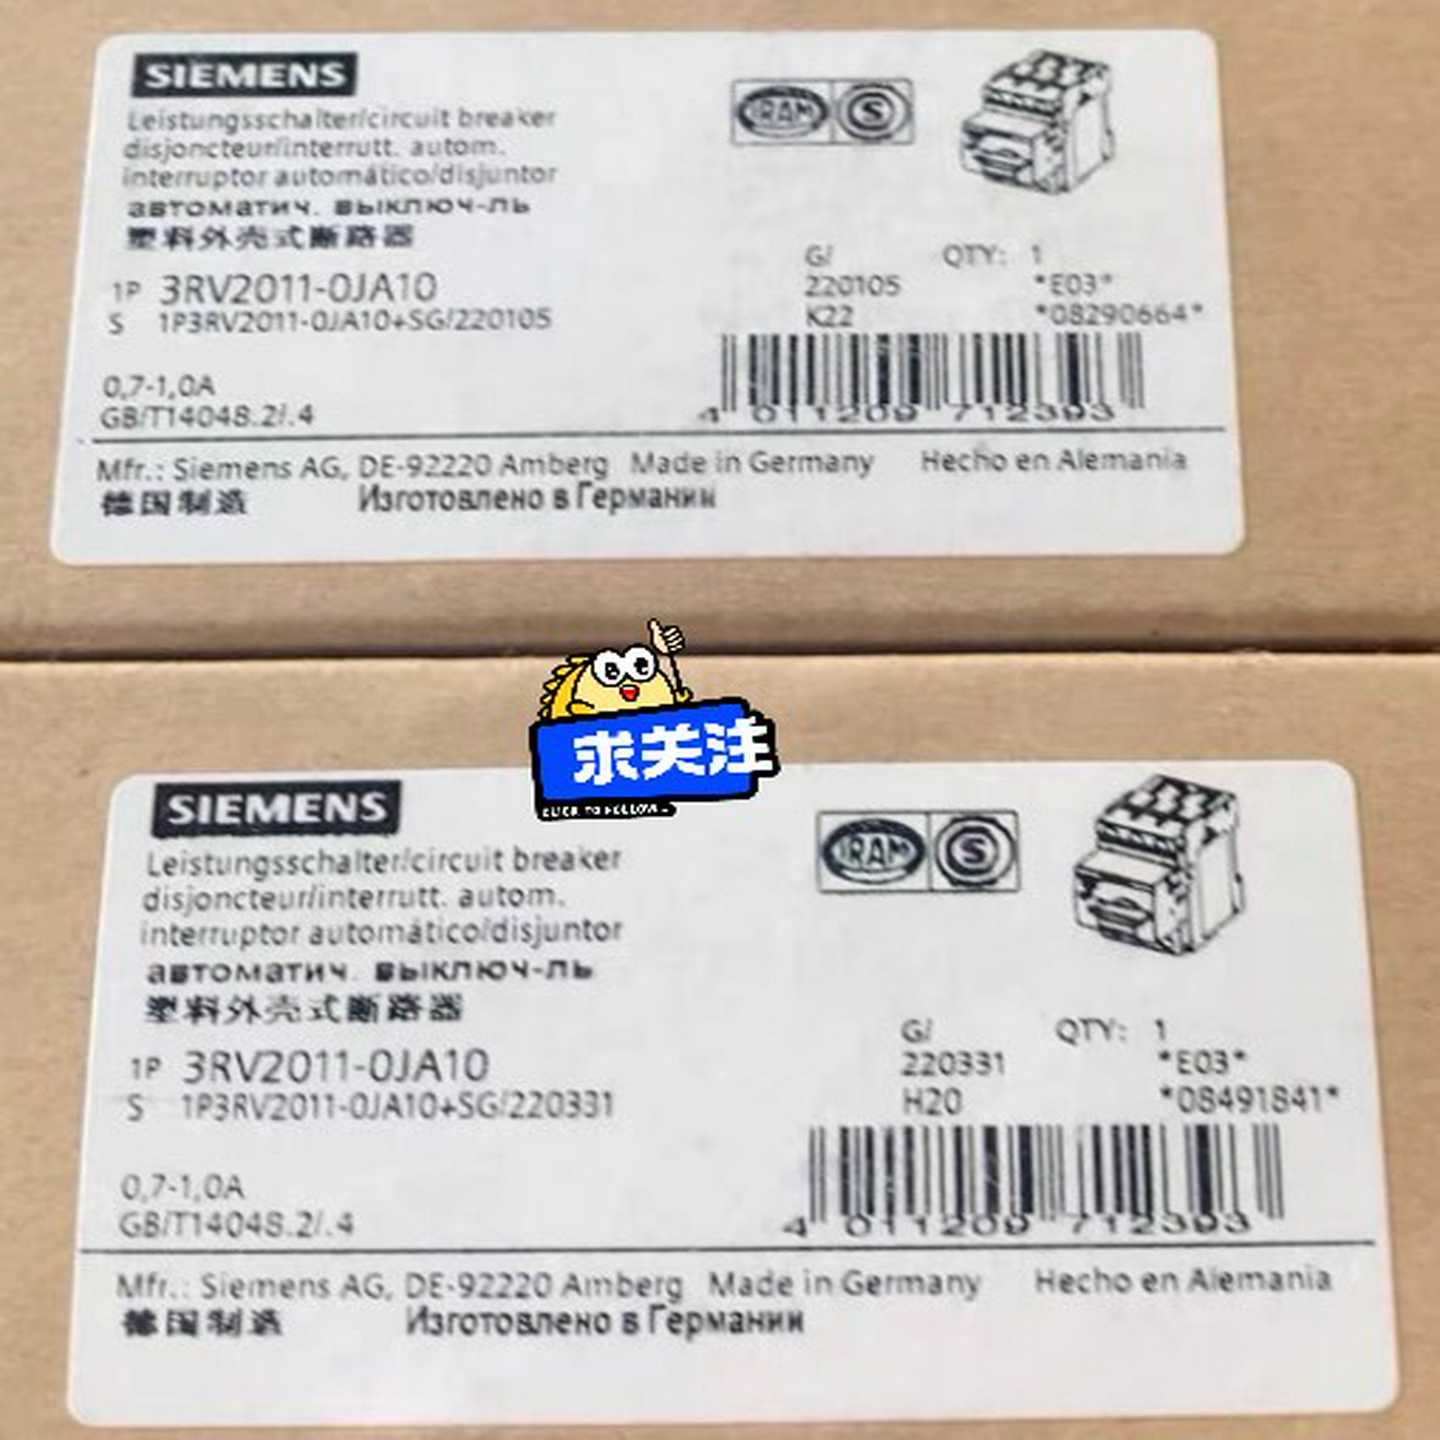 SIEMENS
Leistungsschalter/circuit breaker
disjoncteur/interrutt. autom.
interruptor automático/disjuntor
автоматич. выключ-ль
塑料外壳式断路器
IRAM S
G/ QTY: 1
1P 3RV2011-0JA10 220105 *E03*
S 1P3RV2011-0JA10+SG/220105 K22 *08290664*
0,7-1,0A
GB/T14048.2/.4
4 011209 712393
Mfr.: Siemens AG, DE-92220 Amberg Made in Germany Hecho en Alemania
德国制造 Изготовлено в Германии
求关注
CLICK TO FOLLOW
SIEMENS
Leistungsschalter/circuit breaker
disjoncteur/interrutt. autom.
interruptor automático/disjuntor
автоматич. выключ-ль
塑料外壳式断路器
IRAM S
G/ QTY: 1
1P 3RV2011-0JA10 220331 *E03*
S 1P3RV2011-0JA10+SG/220331 H20 *08491841*
0,7-1,0A
GB/T14048.2/.4
4 011209 712393
Mfr.: Siemens AG, DE-92220 Amberg Made in Germany Hecho en Alemania
德国制造 Изготовлено в Германии